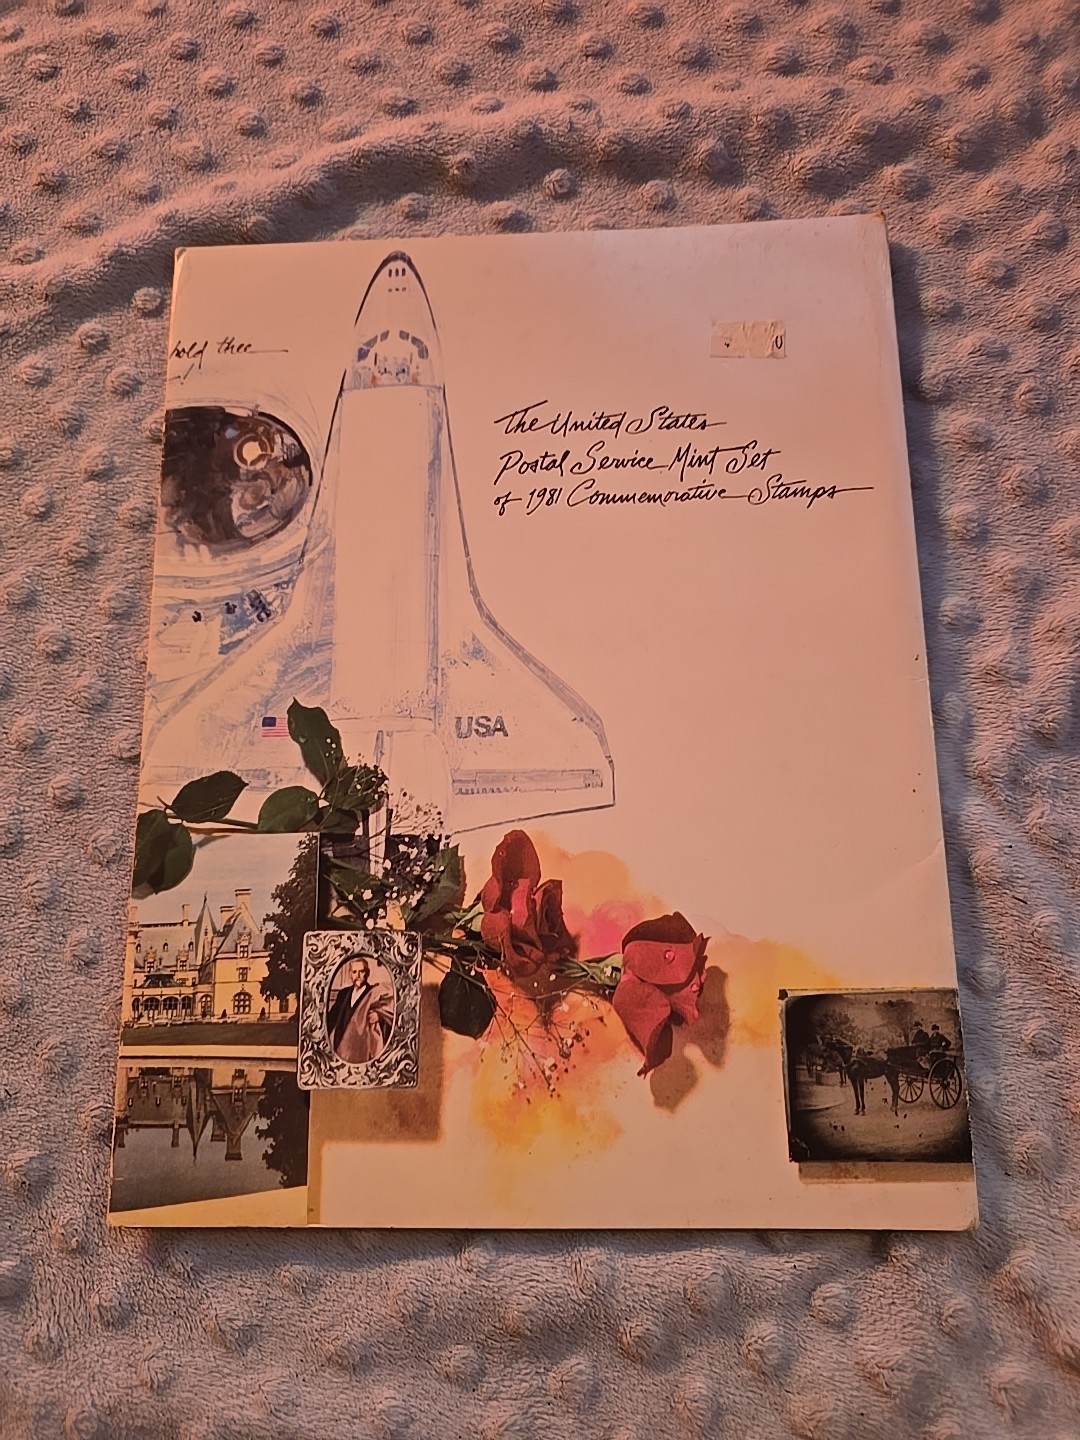 hold thee
The United States
Postal Service Mint Set
of 1981 Commemorative Stamps
USA